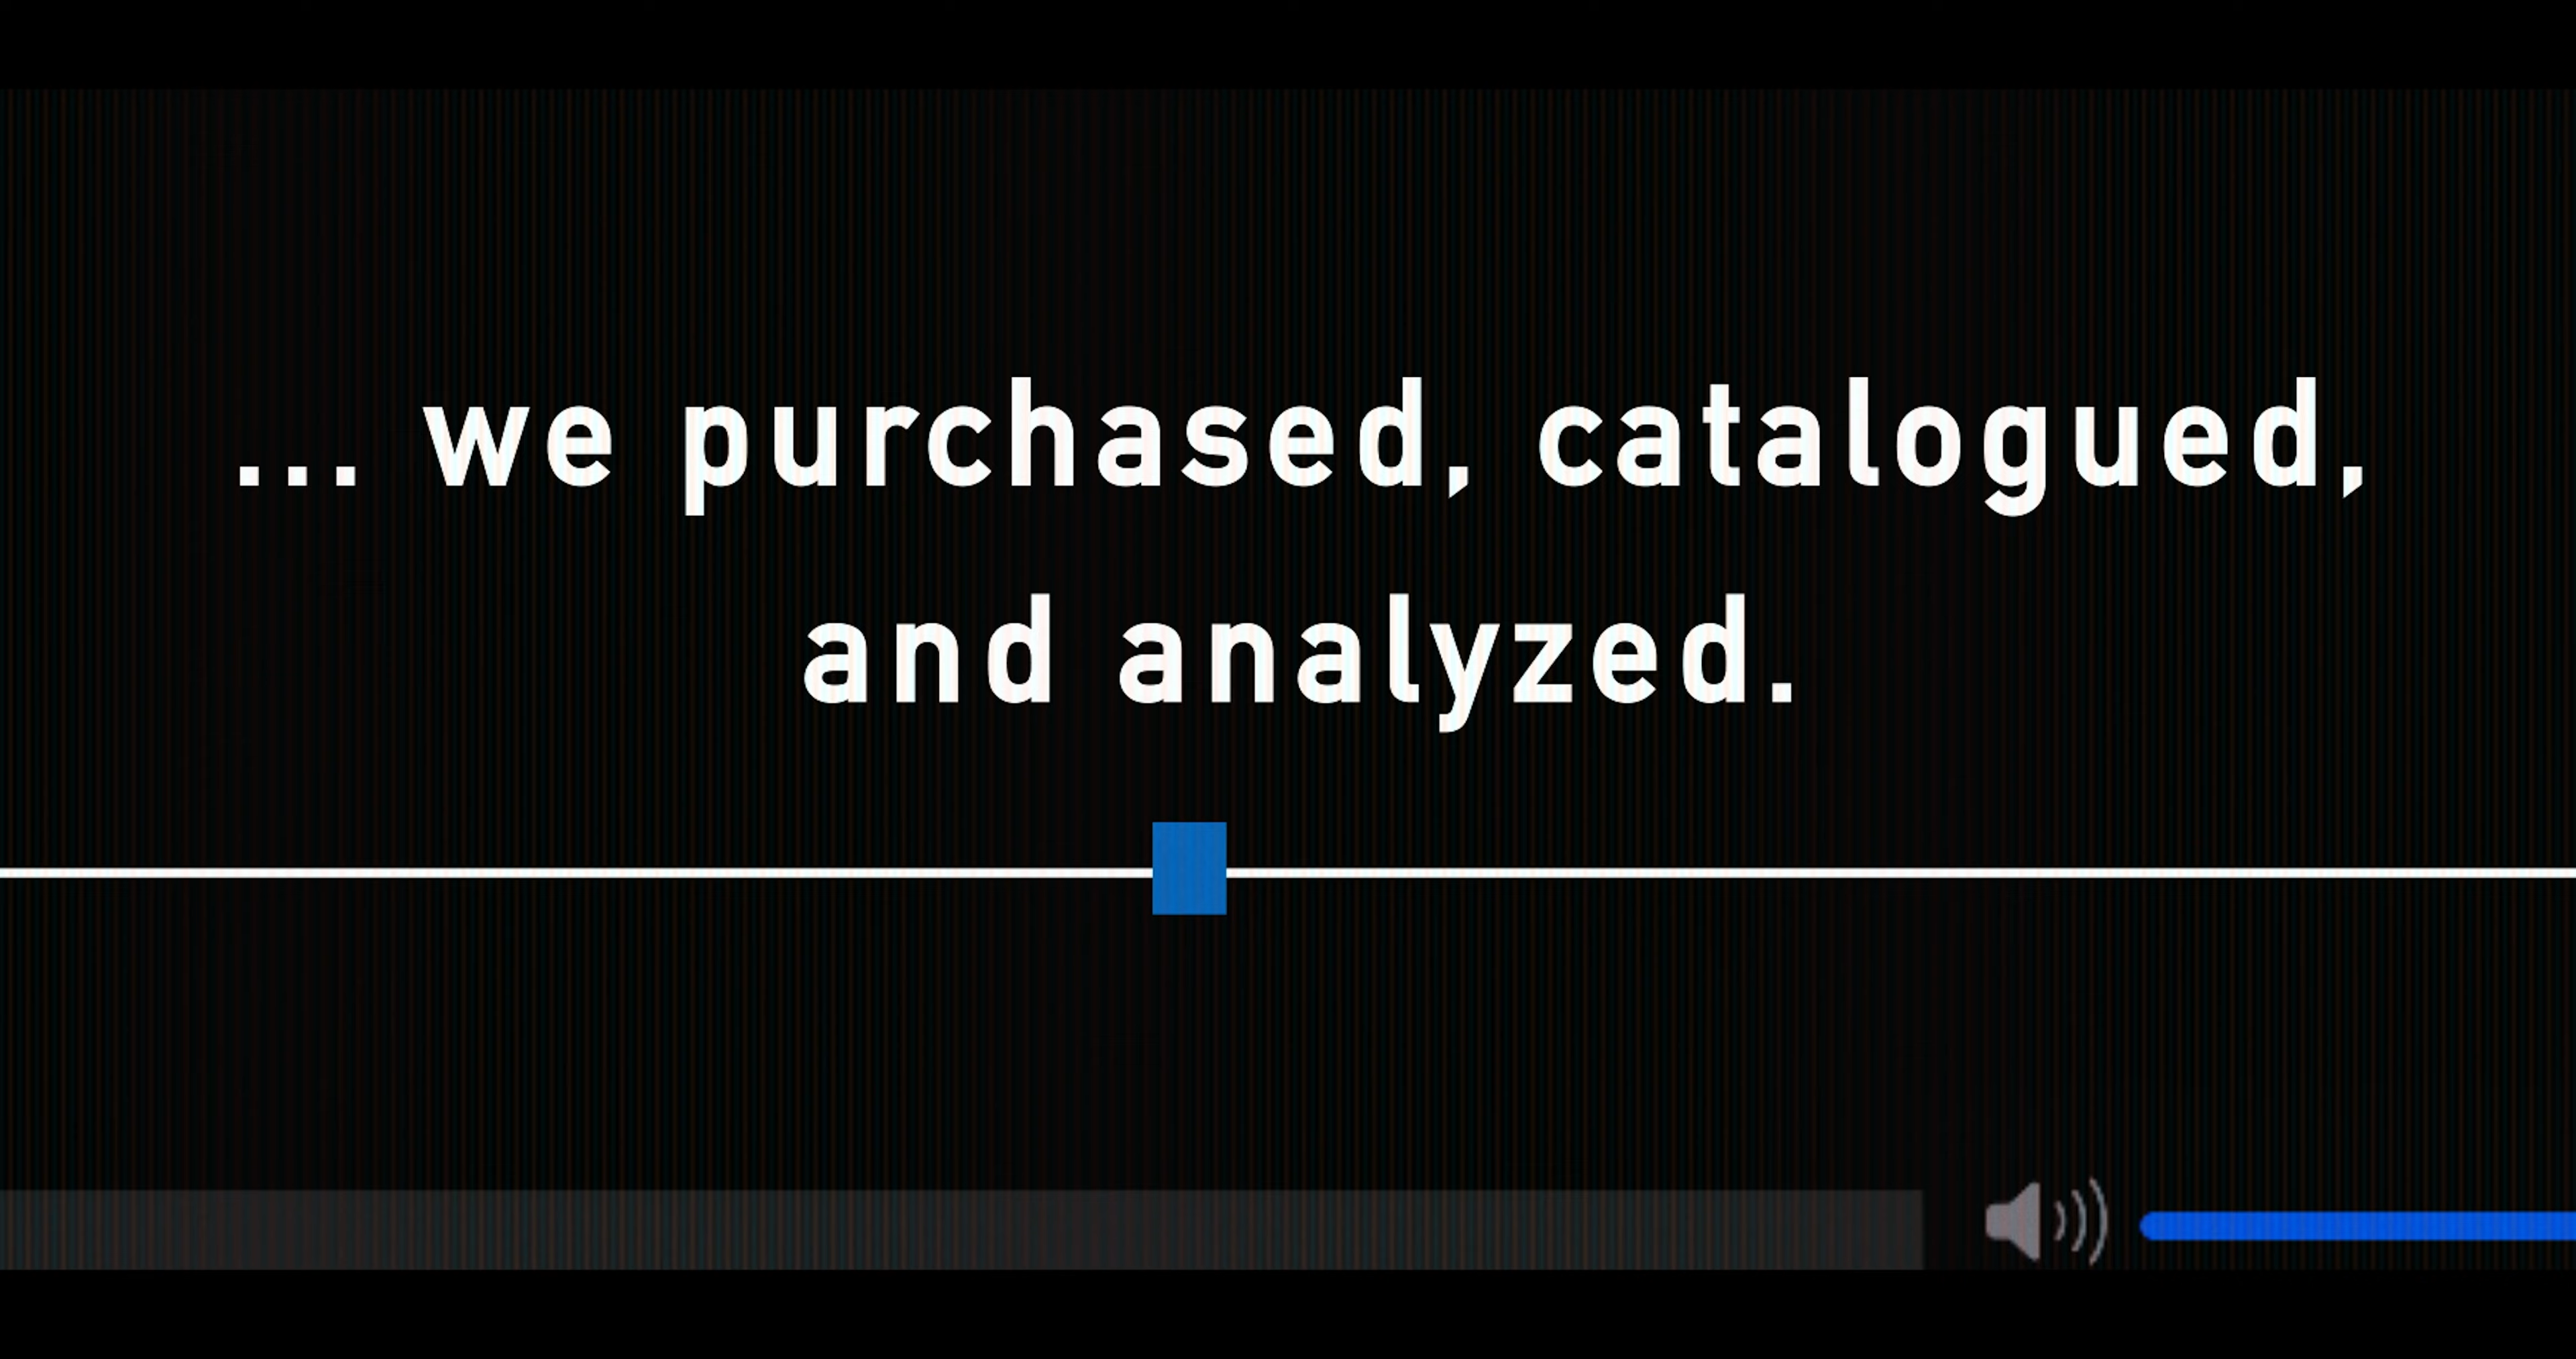 ... we purchased, catalogued,
and analyzed.